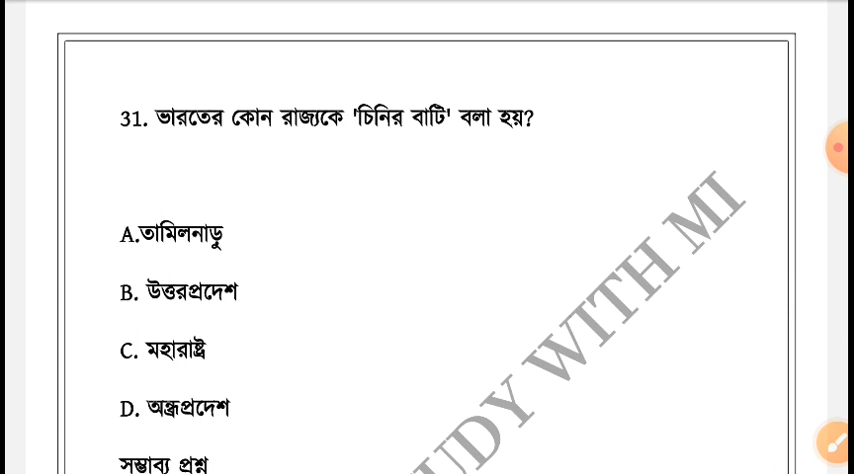 31. ভারতের কোন রাজ্যকে 'চিনির বাটি' বলা হয়?
A.তামিলনাড়ু
B. উত্তরপ্রদেশ
C. মহারাষ্ট্র
D. অন্ধ্রপ্রদেশ
সম্ভাব্য প্রশ্ন
UDY WITH MI